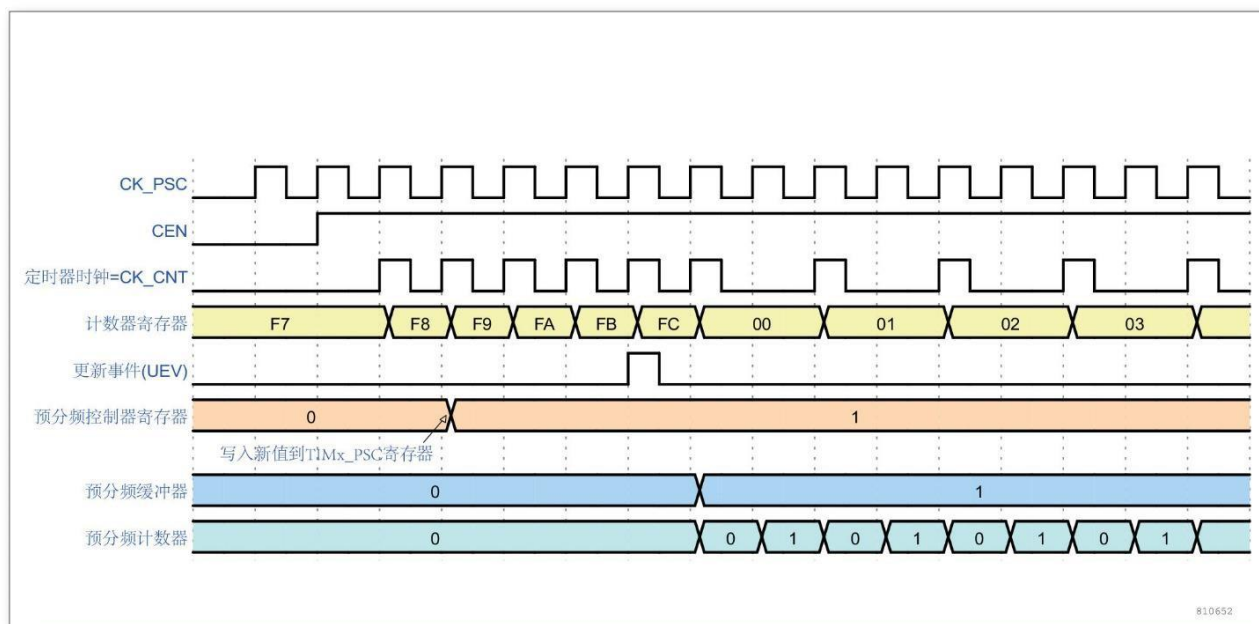 CK_PSC
CEN
定时器时钟=CK_CNT
计数器寄存器 F7 F8 F9 FA FB FC 00 01 02 03
更新事件(UEV)
预分频控制器寄存器 0 1
写入新值到TIMx_PSC寄存器
预分频缓冲器 0 1
预分频计数器 0 0 1 0 1 0 1 0 1
810652